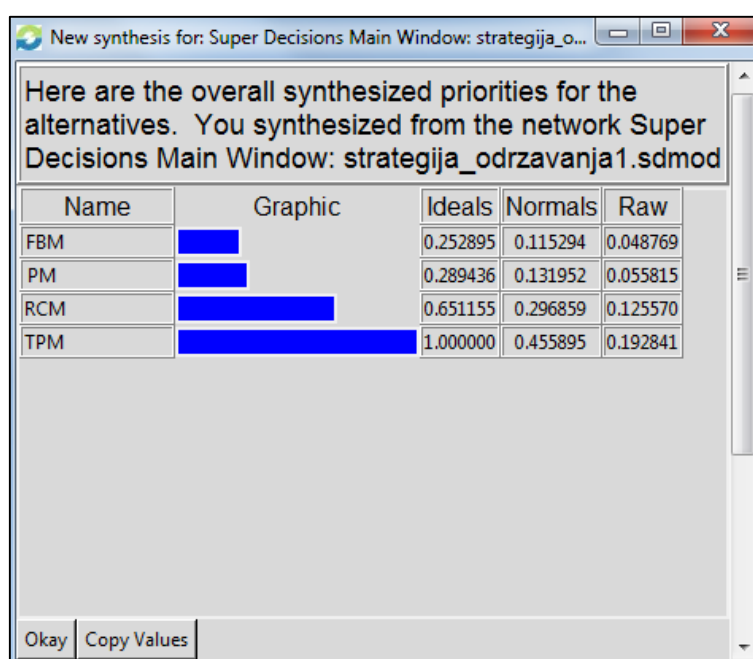 New synthesis for: Super Decisions Main Window: strategija_o...
Here are the overall synthesized priorities for the
alternatives.  You synthesized from the network Super
Decisions Main Window: strategija_odrzavanja1.sdmod
Name Graphic Ideals Normals Raw
FBM 0.252895 0.115294 0.048769
PM 0.289436 0.131952 0.055815
RCM 0.651155 0.296859 0.125570
TPM 1.000000 0.455895 0.192841
Okay Copy Values